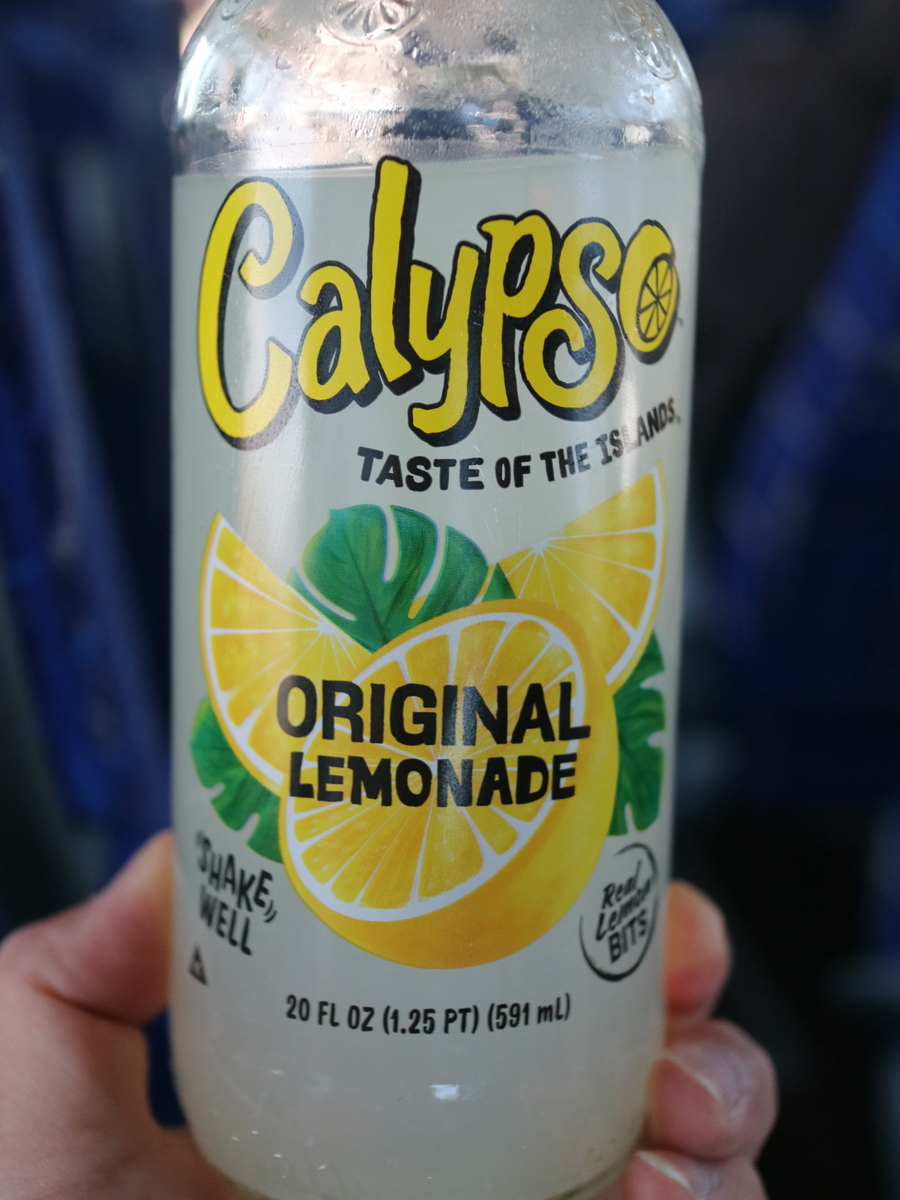 Calypso
TASTE OF THE ISLANDS™
ORIGINAL
LEMONADE
SHAKE
WELL
Real
Lemon
BITS
20 FL OZ (1.25 PT) (591 mL)